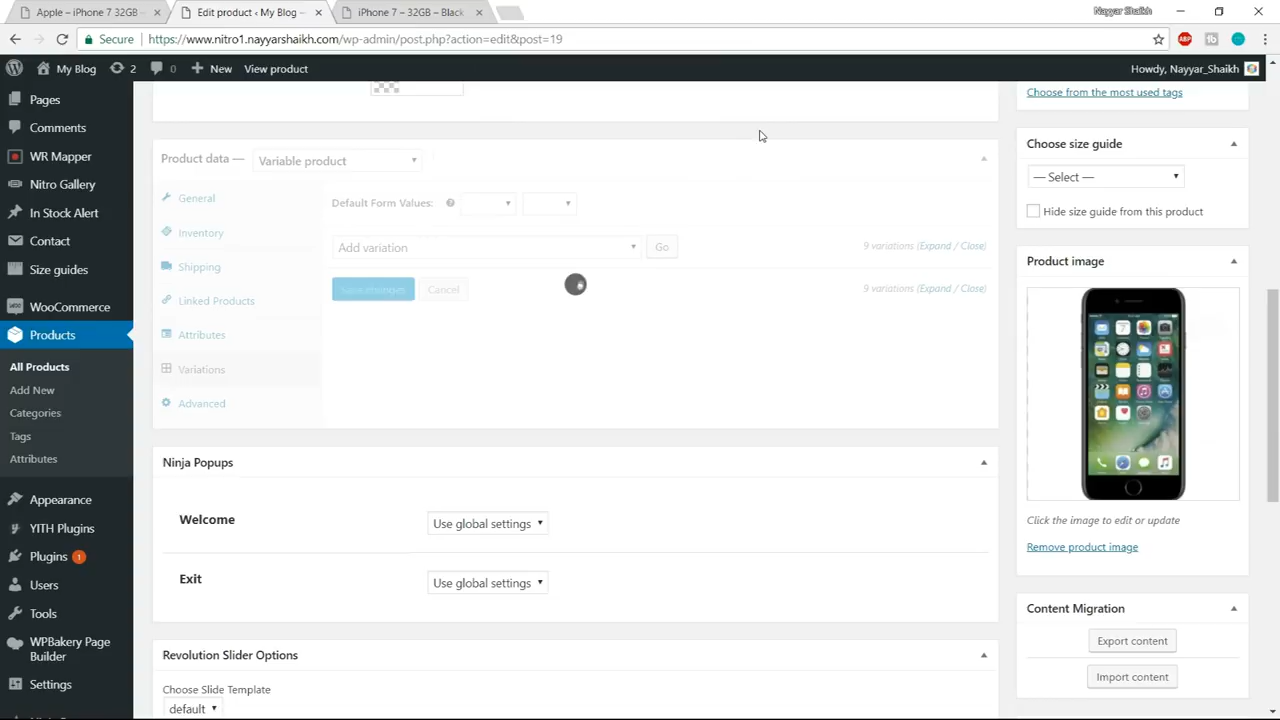 Apple – iPhone 7 32GB
Edit product ‹ My Blog –
iPhone 7 – 32GB – Black
Nayyar Shaikh
Secure
https://www.nitro1.nayyarshaikh.com/wp-admin/post.php?action=edit&post=19
My Blog
2
0
New
View product
Howdy, Nayyar_Shaikh
Pages
Comments
WR Mapper
Nitro Gallery
In Stock Alert
Contact
Size guides
WooCommerce
Products
All Products
Add New
Categories
Tags
Attributes
Appearance
YITH Plugins
Plugins 1
Users
Tools
WPBakery Page
Builder
Settings
Product data —
Variable product
General
Inventory
Shipping
Linked Products
Attributes
Variations
Advanced
Default Form Values:
Add variation
Go
9 variations (Expand / Close)
Save changes
Cancel
9 variations (Expand / Close)
Ninja Popups
Welcome
Use global settings
Exit
Use global settings
Revolution Slider Options
Choose Slide Template
default
Choose from the most used tags
Choose size guide
— Select —
Hide size guide from this product
Product image
Click the image to edit or update
Remove product image
Content Migration
Export content
Import content